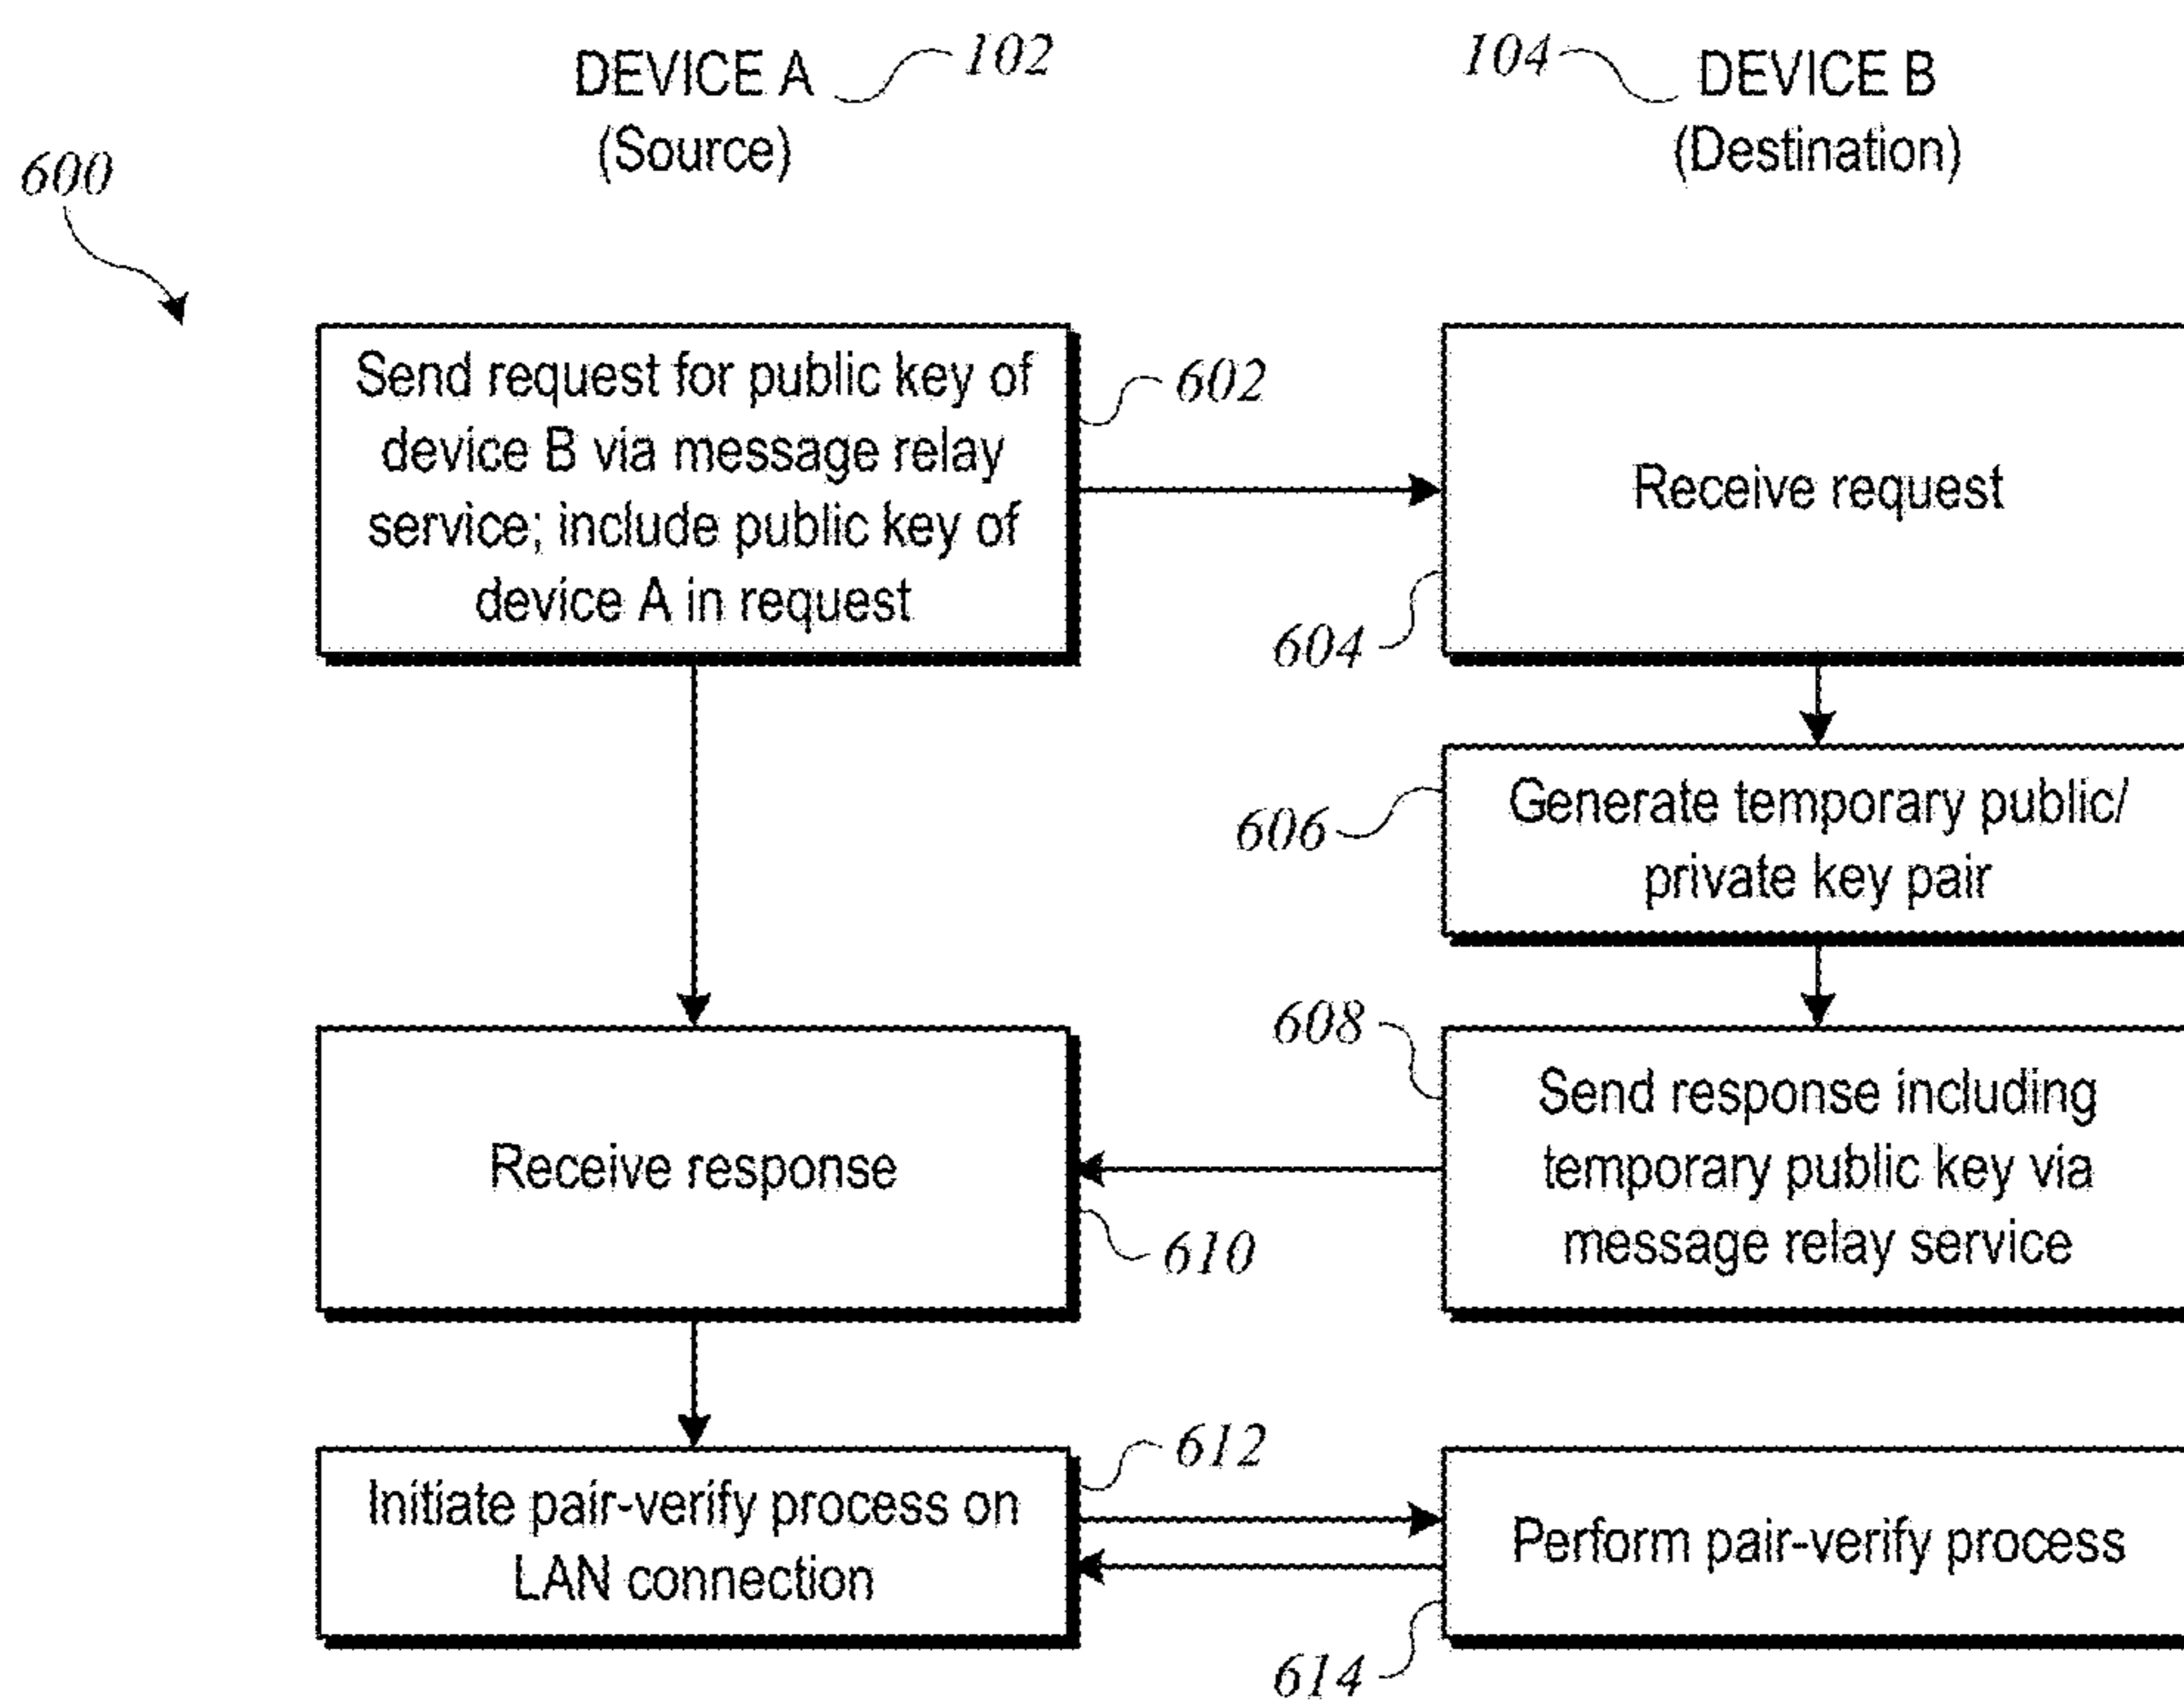 DEVICE A 102
(Source)
104 DEVICE B
(Destination)
600
Send request for public key of
device B via message relay
service; include public key of
device A in request
602
Receive request
604
606
Generate temporary public/
private key pair
608
Send response including
temporary public key via
message relay service
Receive response
610
Initiate pair-verify process on
LAN connection
612
Perform pair-verify process
614